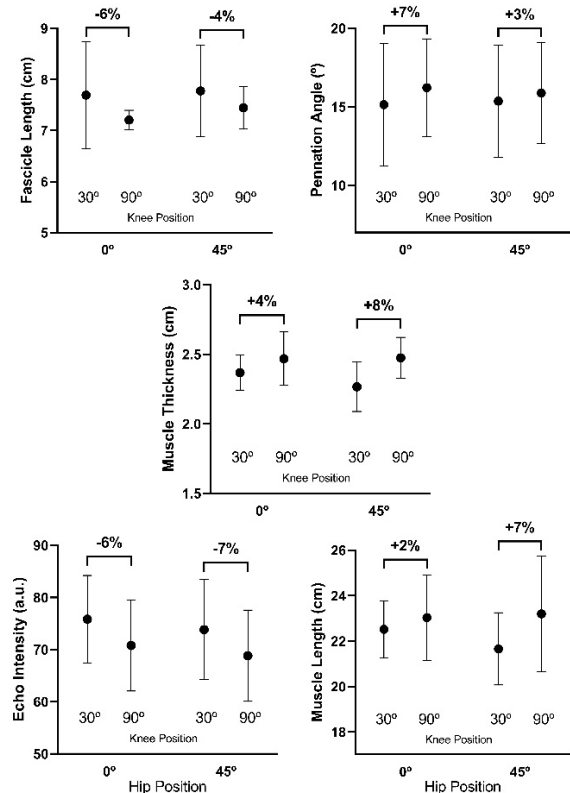 Fascicle Length (cm)
9
8
7
6
5
-6%
-4%
30º 90º 30º 90º
Knee Position
0º 45º
Pennation Angle (º)
20
15
10
+7%
+3%
30º 90º 30º 90º
Knee Position
0º 45º
Muscle Thickness (cm)
3.0
2.5
2.0
1.5
+4%
+8%
30º 90º 30º 90º
Knee Position
0º 45º
Echo Intensity (a.u.)
90
80
70
60
50
-6%
-7%
30º 90º 30º 90º
Knee Position
0º 45º
Hip Position
Muscle Length (cm)
26
24
22
20
18
+2%
+7%
30º 90º 30º 90º
Knee Position
0º 45º
Hip Position